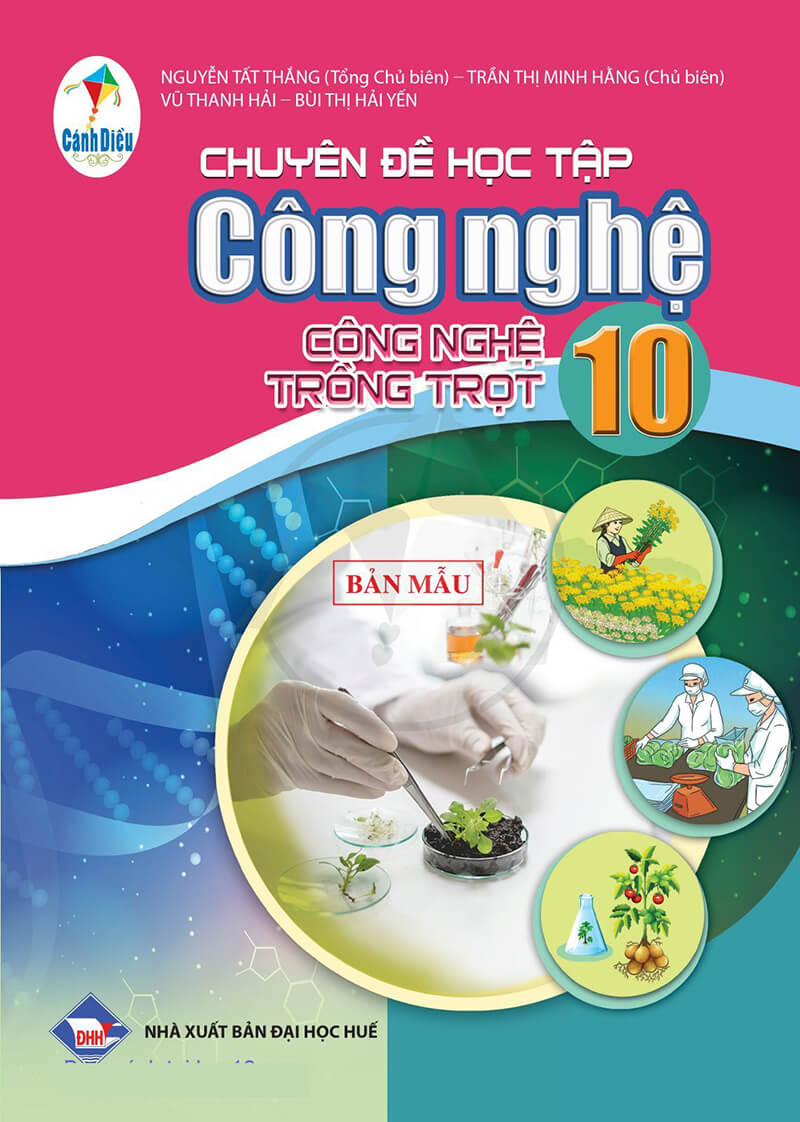 NGUYỄN TẤT THẮNG (Tổng Chủ biên) – TRẦN THỊ MINH HẰNG (Chủ biên)
VŨ THANH HẢI – BÙI THỊ HẢI YẾN
Cánh Diều
CHUYÊN ĐỀ HỌC TẬP
Công nghệ
CÔNG NGHỆ
TRỒNG TRỌT
10
BẢN MẪU
ĐHH
NHÀ XUẤT BẢN ĐẠI HỌC HUẾ